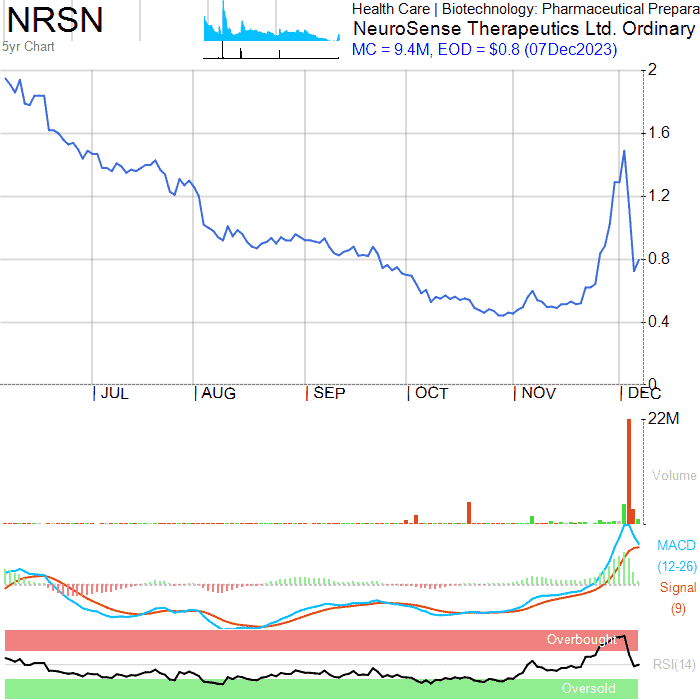 NRSN
5yr Chart
Health Care | Biotechnology: Pharmaceutical Prepara
NeuroSense Therapeutics Ltd. Ordinary
MC = 9.4M, EOD = $0.8 (07Dec2023)
2
1.6
1.2
0.8
0.4
0
JUL AUG SEP OCT NOV DEC
22M
Volume
MACD
(12-26)
Signal
(9)
Overbought
RSI(14)
Oversold